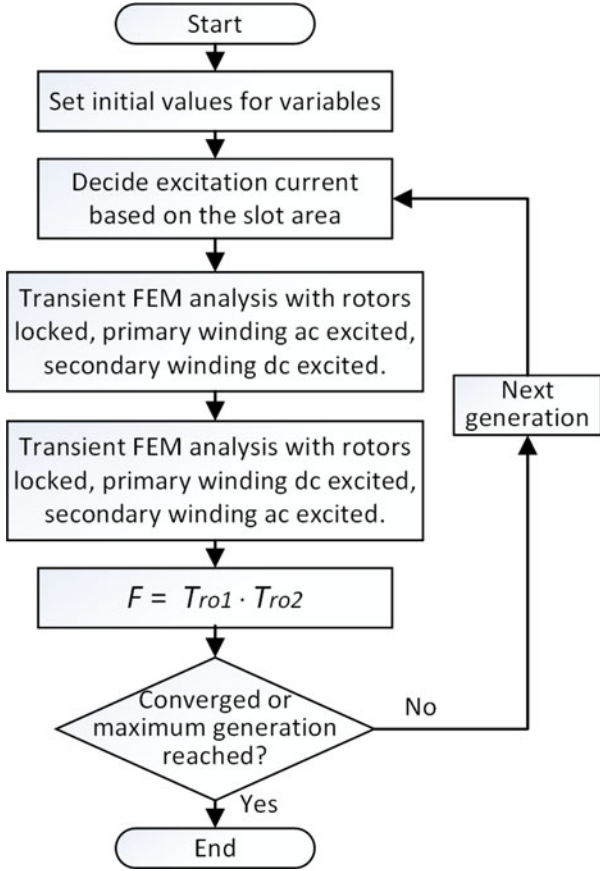 Start
Set initial values for variables
Decide excitation current
based on the slot area
Transient FEM analysis with rotors
locked, primary winding ac excited,
secondary winding dc excited.
Next
generation
Transient FEM analysis with rotors
locked, primary winding dc excited,
secondary winding ac excited.
F = Tro1 · Tro2
Converged or
maximum generation
reached?
No
Yes
End